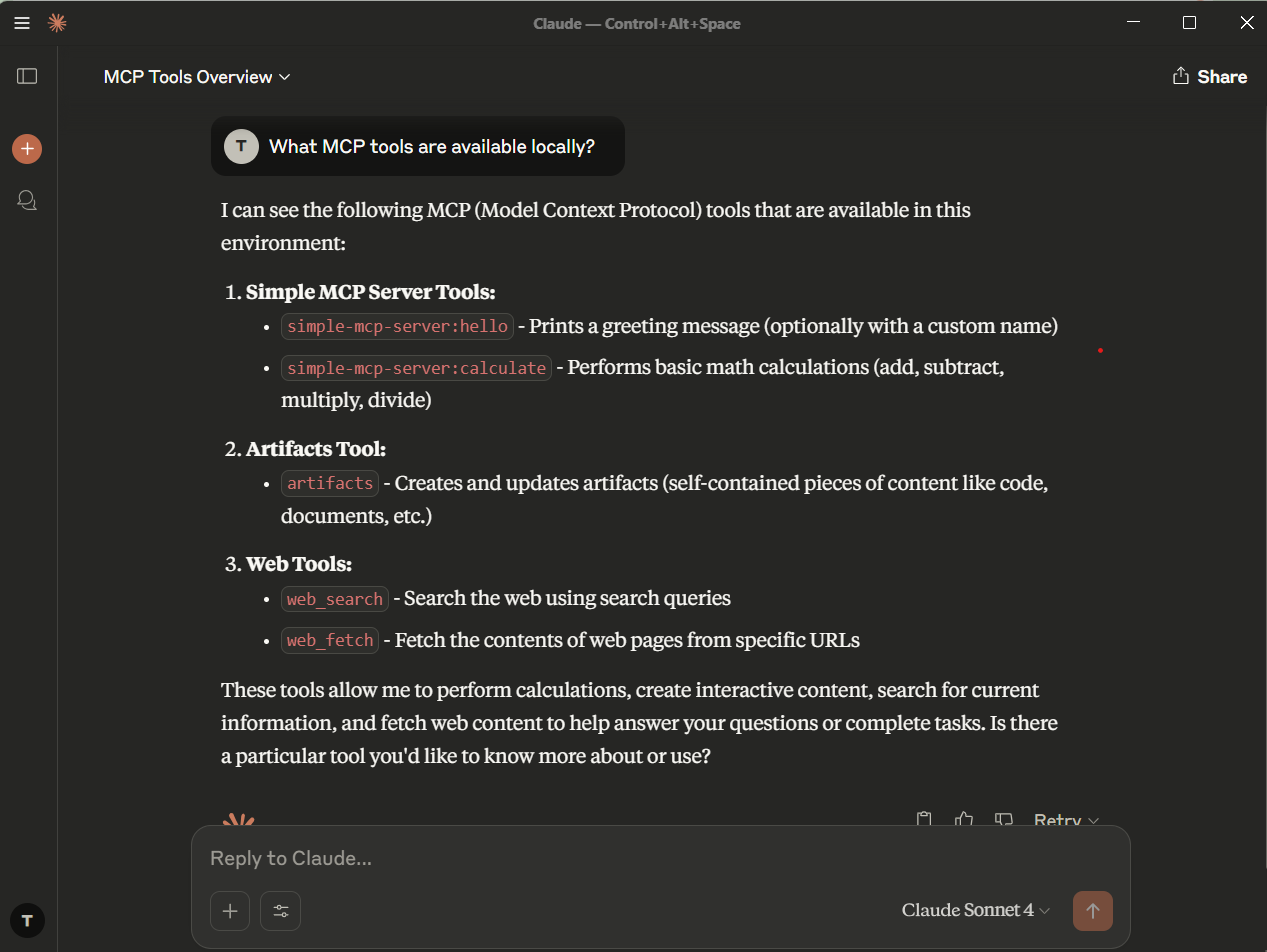 Claude — Control+Alt+Space
MCP Tools Overview
Share
T
What MCP tools are available locally?
I can see the following MCP (Model Context Protocol) tools that are available in this
environment:
1. Simple MCP Server Tools:
• simple-mcp-server:hello - Prints a greeting message (optionally with a custom name)
• simple-mcp-server:calculate - Performs basic math calculations (add, subtract,
multiply, divide)
2. Artifacts Tool:
• artifacts - Creates and updates artifacts (self-contained pieces of content like code,
documents, etc.)
3. Web Tools:
• web_search - Search the web using search queries
• web_fetch - Fetch the contents of web pages from specific URLs
These tools allow me to perform calculations, create interactive content, search for current
information, and fetch web content to help answer your questions or complete tasks. Is there
a particular tool you'd like to know more about or use?
Retry
Reply to Claude...
Claude Sonnet 4
T